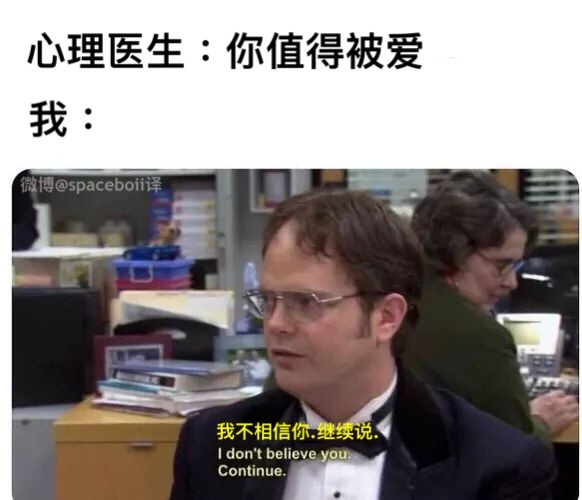 心理医生：你值得被爱
我：
微博@spaceboii译
我不相信你.继续说.
I don't believe you.
Continue.